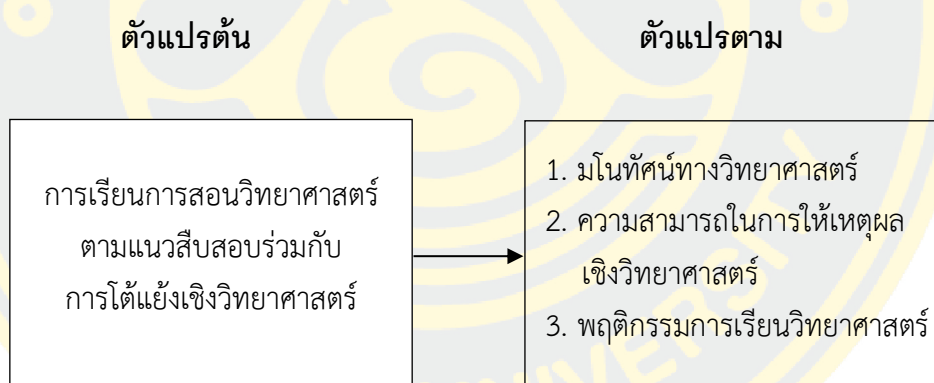 ตัวแปรต้น
ตัวแปรตาม
การเรียนการสอนวิทยาศาสตร์
ตามแนวสืบสอบร่วมกับ
การโต้แย้งเชิงวิทยาศาสตร์
1. มโนทัศน์ทางวิทยาศาสตร์
2. ความสามารถในการให้เหตุผล
เชิงวิทยาศาสตร์
3. พฤติกรรมการเรียนวิทยาศาสตร์